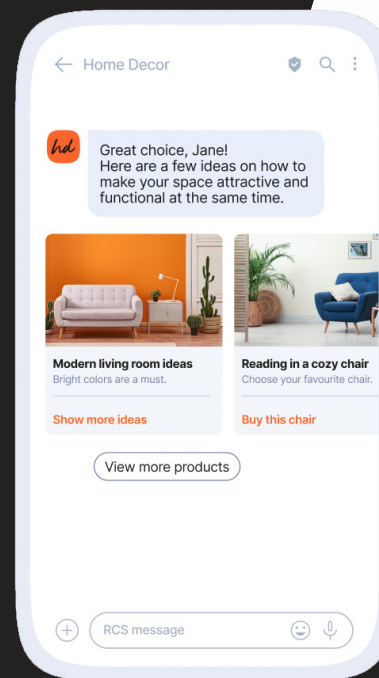 Home Decor
hd
Great choice, Jane!
Here are a few ideas on how to
make your space attractive and
functional at the same time.
Modern living room ideas
Bright colors are a must.
Show more ideas
Reading in a cozy chair
Choose your favourite chair.
Buy this chair
View more products
RCS message